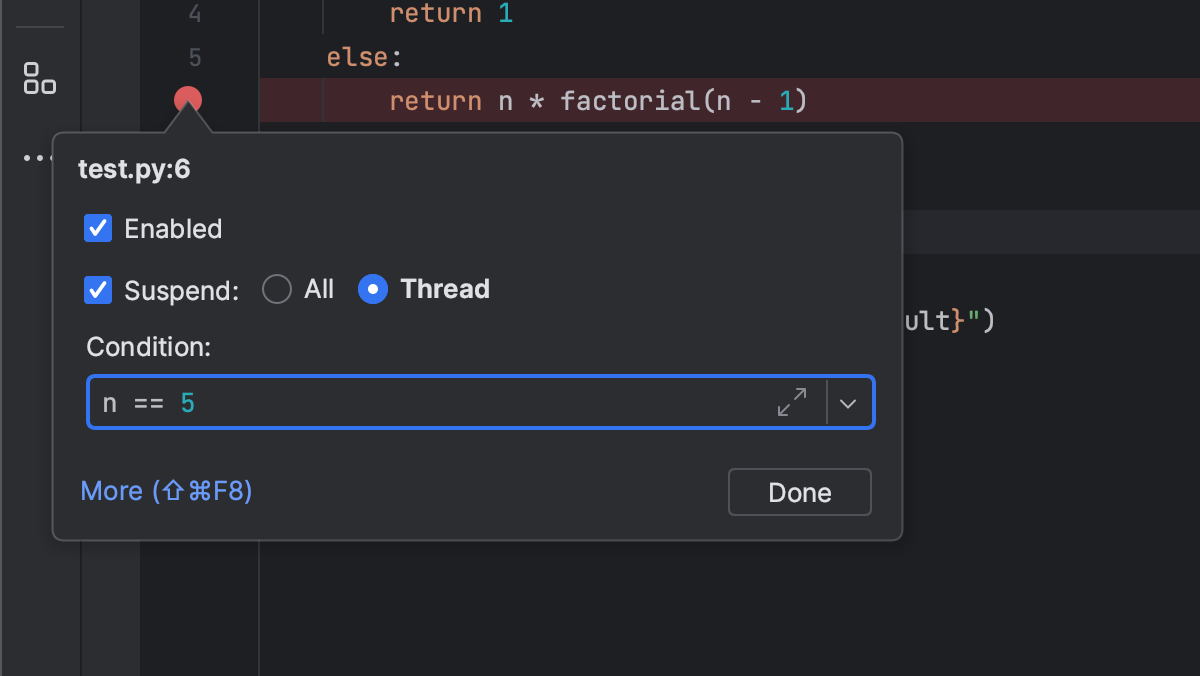 4 return 1
5 else:
return n * factorial(n - 1)
test.py:6
Enabled
Suspend: All Thread
ult}")
Condition:
n == 5
More (⇧⌘F8) Done